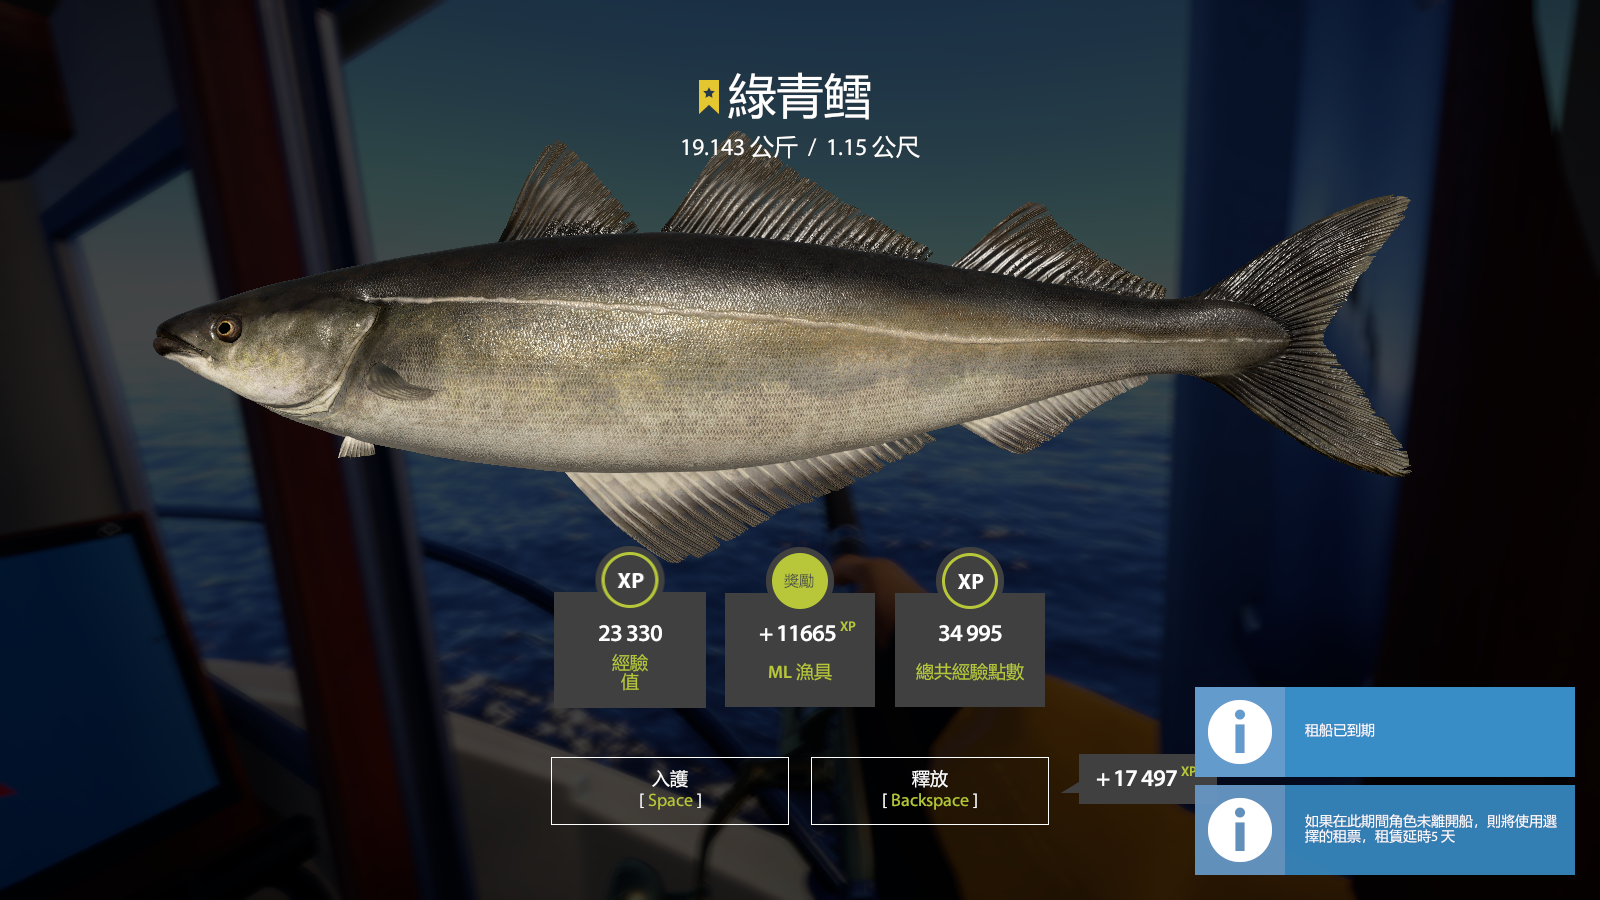 綠青鳕
19.143 公斤 / 1.15 公尺
XP
23 330
經驗
值
獎勵
+ 11665 XP
ML 漁具
XP
34 995
總共經驗點數
入護
[ Space ]
釋放
[ Backspace ]
+ 17 497 XP
租船已到期
如果在此期間角色未離開船，則將使用選
擇的租票，租賃延時5 天